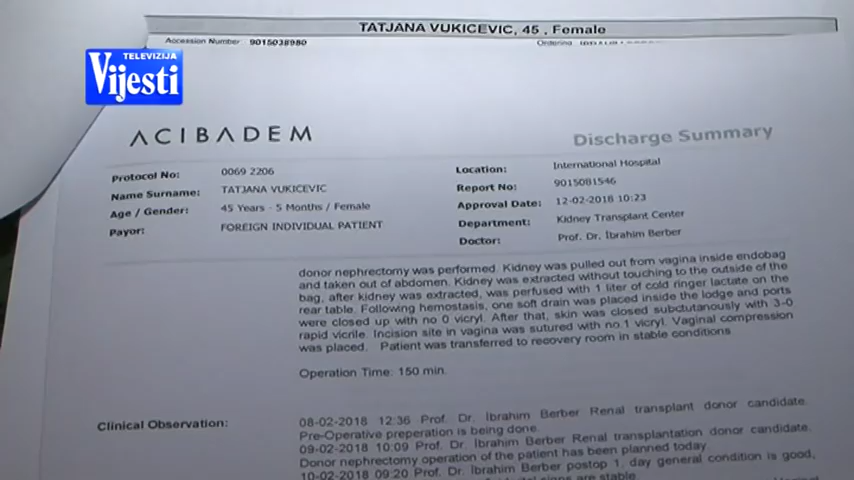 TATJANA VUKICEVIC, 45 , Female
Accession Number 9015038980
Ordering
TELEVIZIJA
Vijesti
ACIBADEM
Discharge Summary
Protocol No: 0069 2206
Name Surname: TATJANA VUKICEVIC
Age / Gender: 45 Years - 5 Months / Female
Payor: FOREIGN INDIVIDUAL PATIENT
Location: International Hospital
Report No: 9015081546
Approval Date: 12-02-2018 10:23
Department: Kidney Transplant Center
Doctor: Prof. Dr. İbrahim Berber
donor nephrectomy was performed. Kidney was pulled out from vagina inside endobag
and taken out of abdomen. Kidney was extracted without touching to the outside of the
bag, after kidney was extracted, was perfused with 1 liter of cold ringer lactate on the
rear table. Following hemostasis, one soft drain was placed inside the lodge and ports
were closed up with no 0 vicryl. After that, skin was closed subctutanously with 3-0
rapid vicrile. Incision site in vagina was sutured with no.1 vicryl. Vaginal compression
was placed. Patient was transferred to recovery room in stable conditions.
Operation Time: 150 min.
Clinical Observation: 08-02-2018 12:36 Prof. Dr. İbrahim Berber Renal transplant donor candidate.
Pre-Operative preperation is being done.
09-02-2018 10:09 Prof. Dr. İbrahim Berber Renal transplantation donor candidate.
Donor nephrectomy operation of the patient has been planned today.
10-02-2018 09:20 Prof. Dr. İbrahim Berber postop 1. day general condition is good,
signs are stable.